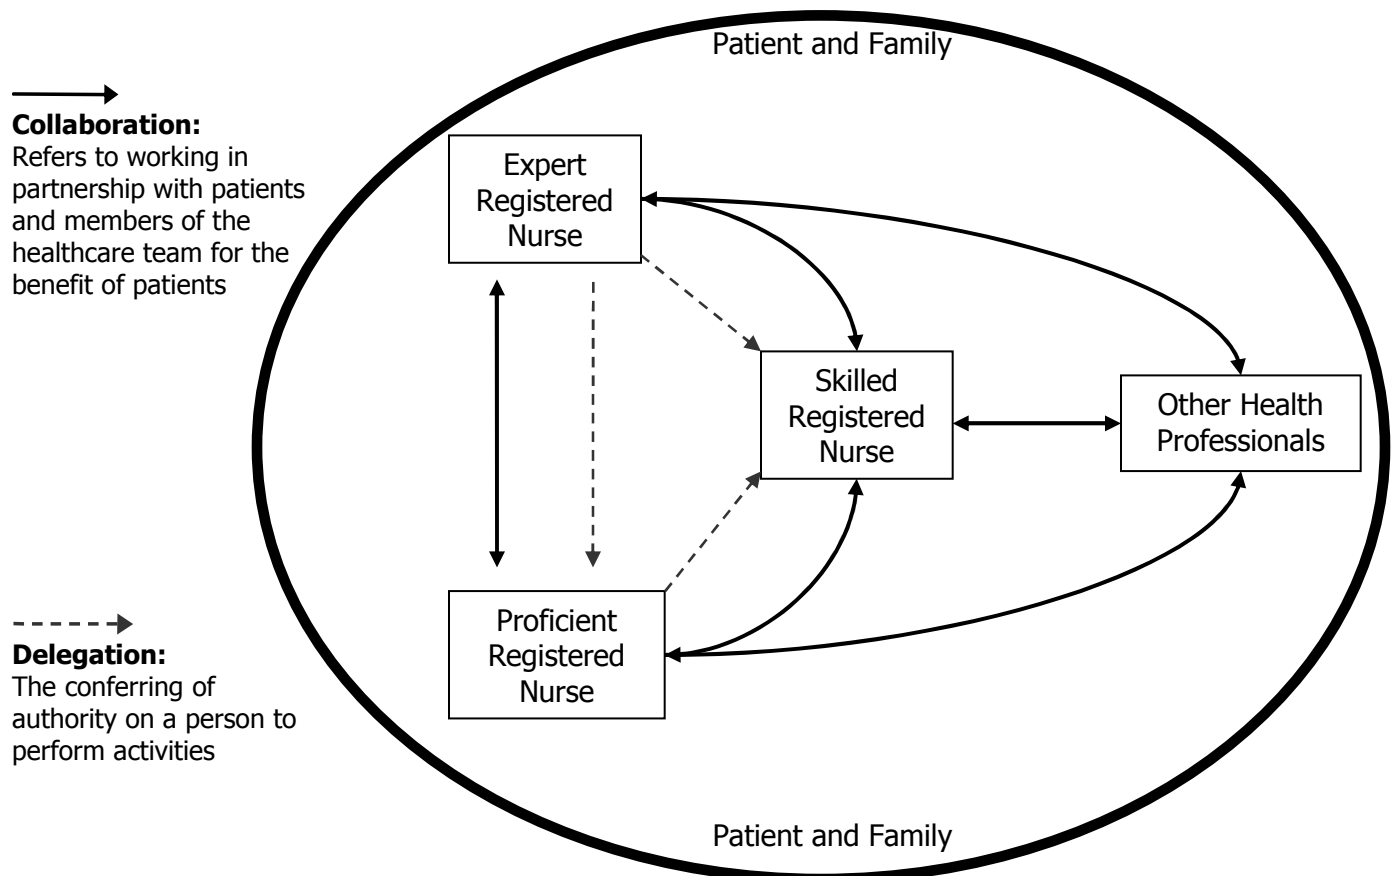 Patient and Family
Collaboration:
Refers to working in
partnership with patients
and members of the
healthcare team for the
benefit of patients
Expert
Registered
Nurse
Skilled
Registered
Nurse
Other Health
Professionals
Proficient
Registered
Nurse
Delegation:
The conferring of
authority on a person to
perform activities
Patient and Family